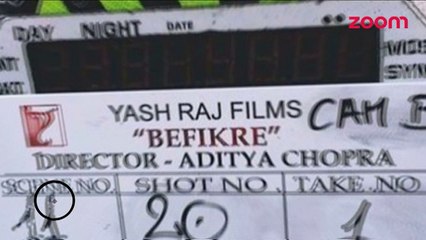 zoom
DAY NIGHT DATE
YASH RAJ FILMS CAM
"BEFIKRE"
DIRECTOR - ADITYA CHOPRA
SCENE NO. SHOT NO. TAKE NO
20 1